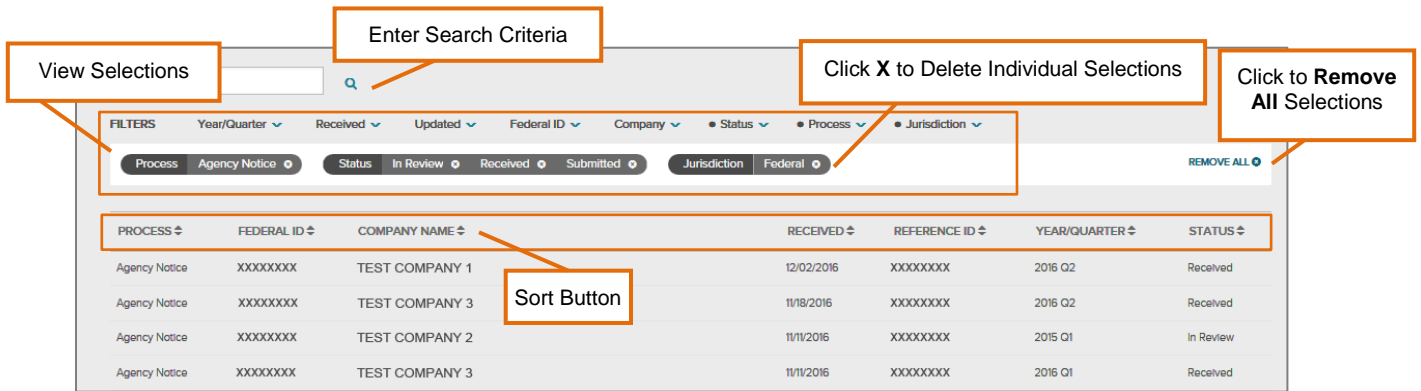 Enter Search Criteria
View Selections
Click X to Delete Individual Selections
Click to Remove
All Selections
FILTERS Year/Quarter Received Updated Federal ID Company • Status • Process • Jurisdiction
Process Agency Notice Status In Review Received Submitted Jurisdiction Federal REMOVE ALL
PROCESS FEDERAL ID COMPANY NAME RECEIVED REFERENCE ID YEAR/QUARTER STATUS
Agency Notice XXXXXXXX TEST COMPANY 1 12/02/2016 XXXXXXXX 2016 Q2 Received
Sort Button
Agency Notice XXXXXXXX TEST COMPANY 3 11/18/2016 XXXXXXXX 2016 Q2 Received
Agency Notice XXXXXXXX TEST COMPANY 2 11/11/2016 XXXXXXXX 2015 Q1 In Review
Agency Notice XXXXXXXX TEST COMPANY 3 11/11/2016 XXXXXXXX 2016 Q1 Received